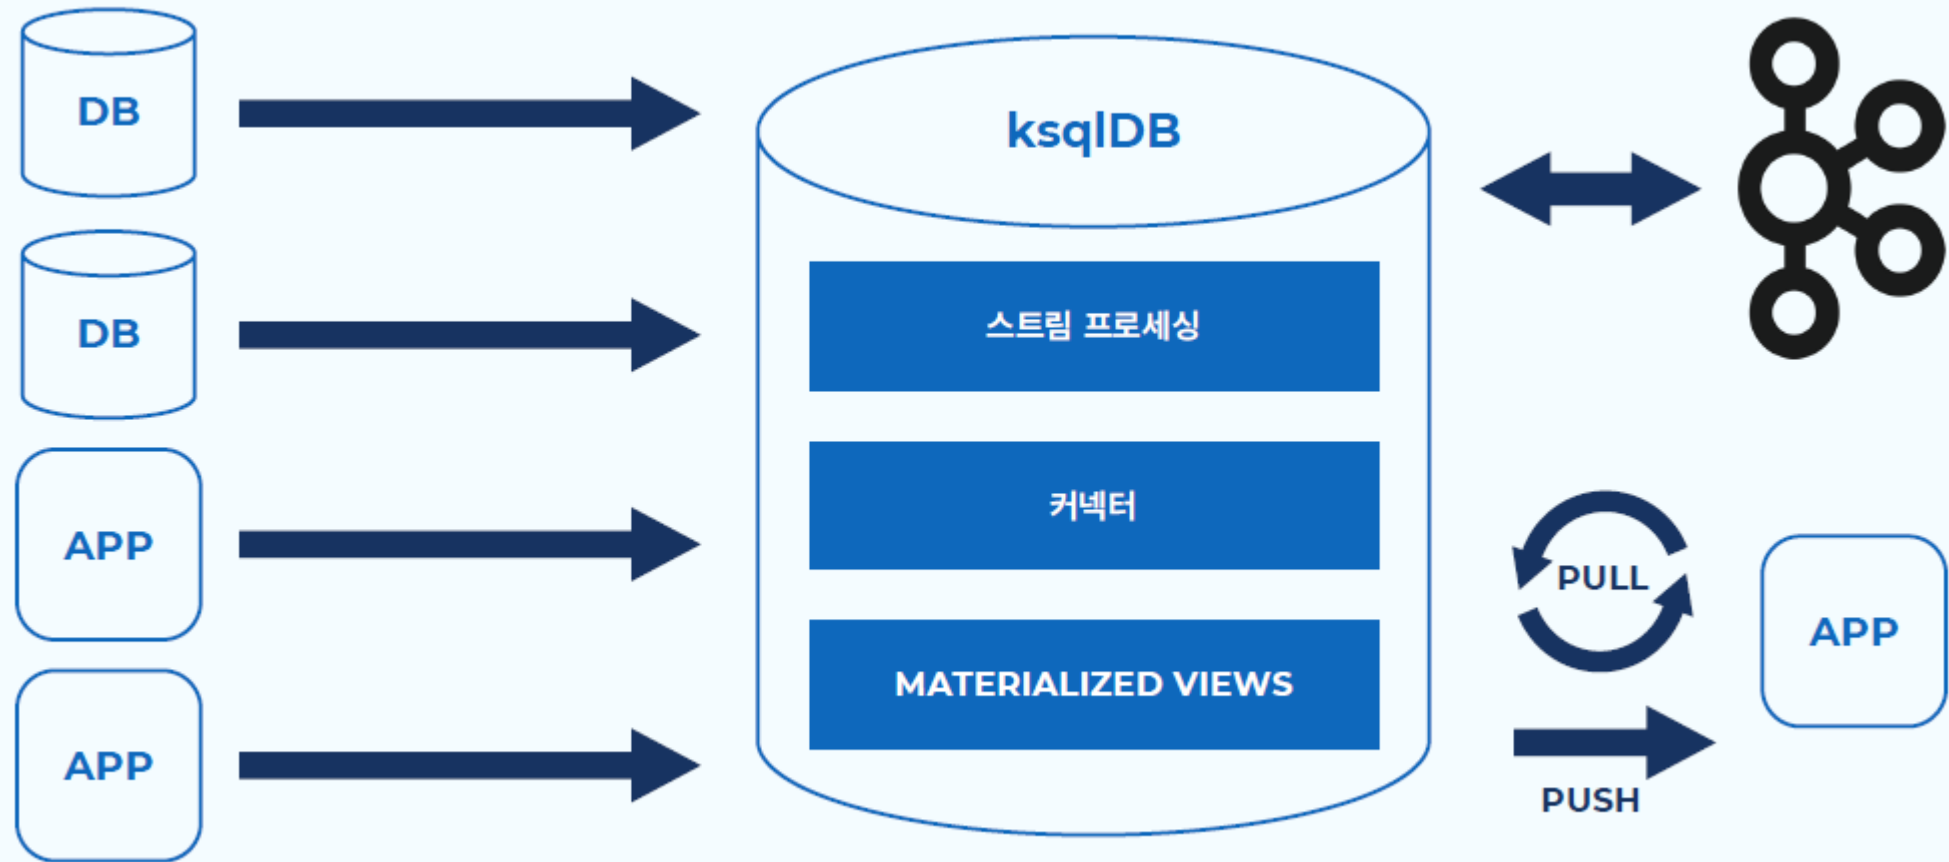 DB
DB
APP
APP
ksqlDB
스트림 프로세싱
커넥터
MATERIALIZED VIEWS
PULL
PUSH
APP